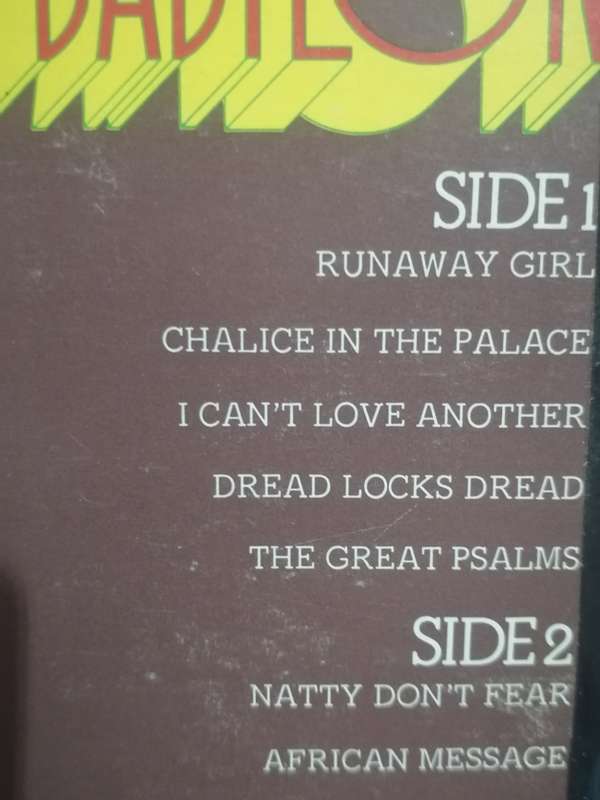 BABYLON
SIDE 1
RUNAWAY GIRL
CHALICE IN THE PALACE
I CAN'T LOVE ANOTHER
DREAD LOCKS DREAD
THE GREAT PSALMS
SIDE 2
NATTY DON'T FEAR
AFRICAN MESSAGE